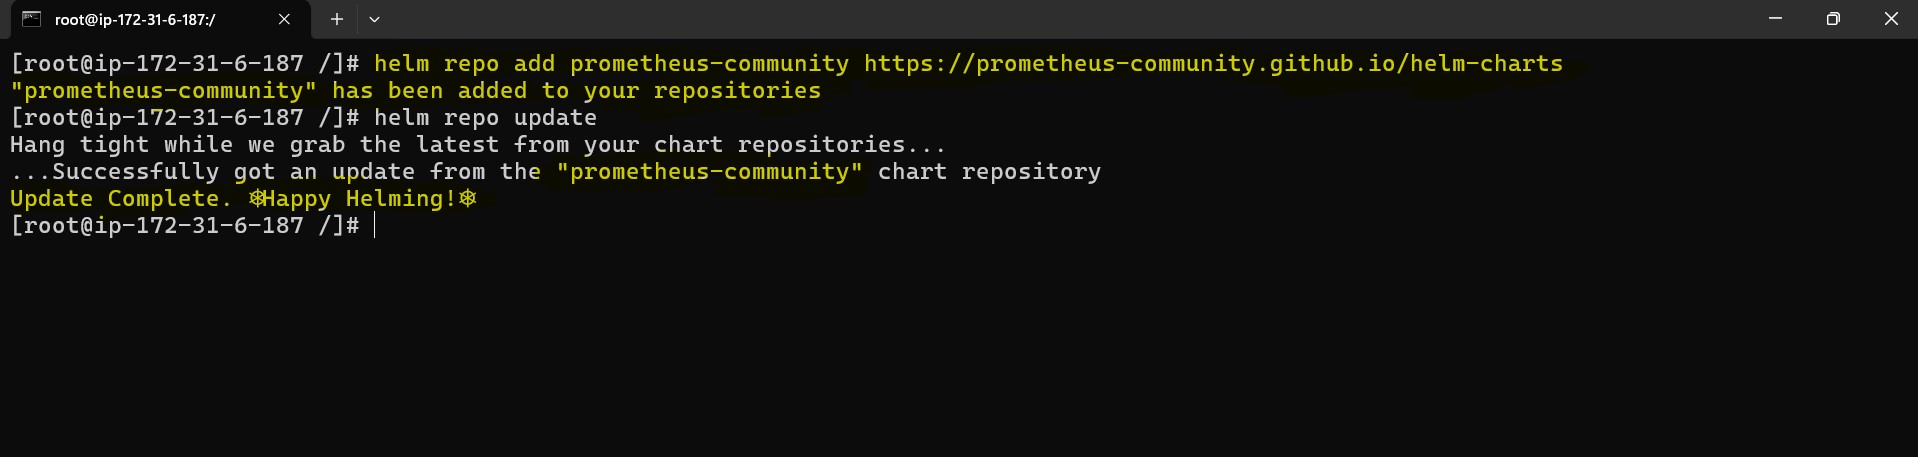 root@ip-172-31-6-187:/
[root@ip-172-31-6-187 /]# helm repo add prometheus-community https://prometheus-community.github.io/helm-charts
"prometheus-community" has been added to your repositories
[root@ip-172-31-6-187 /]# helm repo update
Hang tight while we grab the latest from your chart repositories...
...Successfully got an update from the "prometheus-community" chart repository
Update Complete. ⎈Happy Helming!⎈
[root@ip-172-31-6-187 /]#